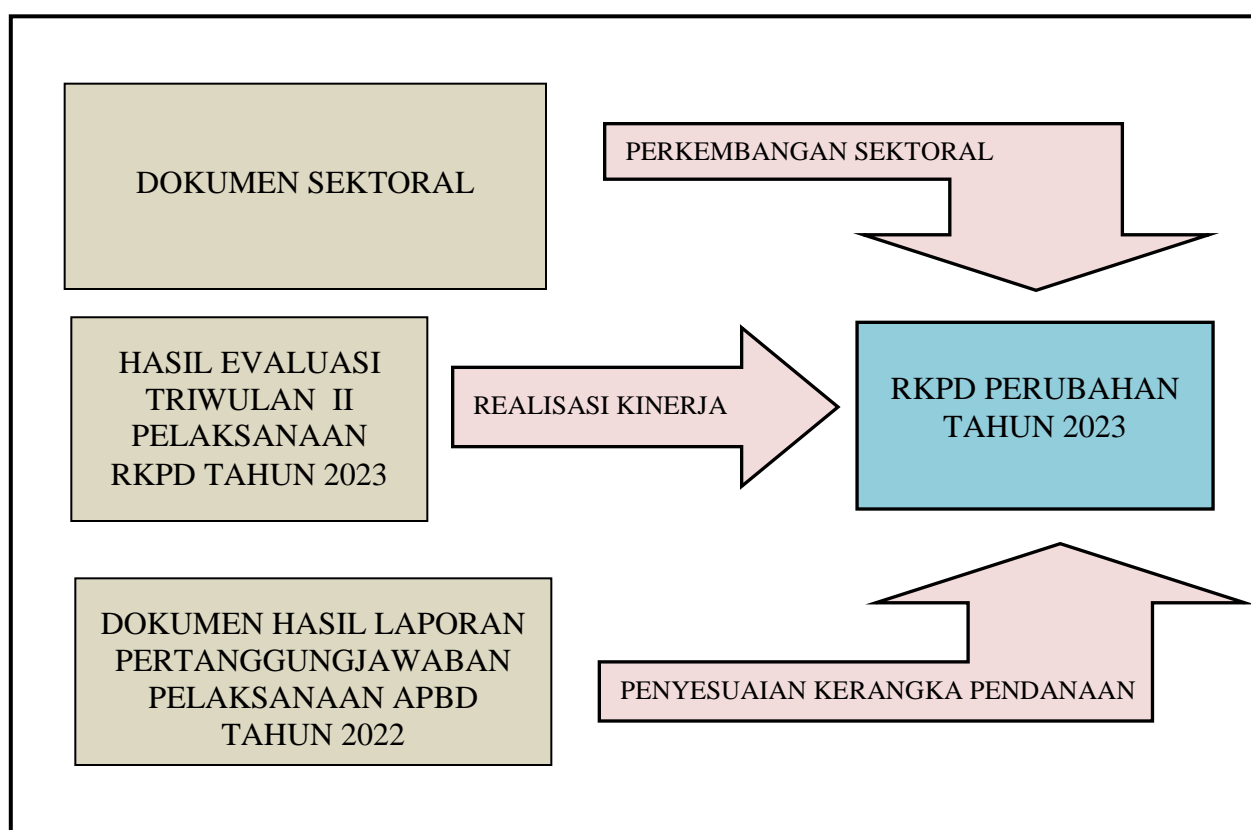 DOKUMEN SEKTORAL
PERKEMBANGAN SEKTORAL
HASIL EVALUASI
TRIWULAN II
PELAKSANAAN
RKPD TAHUN 2023
REALISASI KINERJA
RKPD PERUBAHAN
TAHUN 2023
DOKUMEN HASIL LAPORAN
PERTANGGUNGJAWABAN
PELAKSANAAN APBD
TAHUN 2022
PENYESUAIAN KERANGKA PENDANAAN